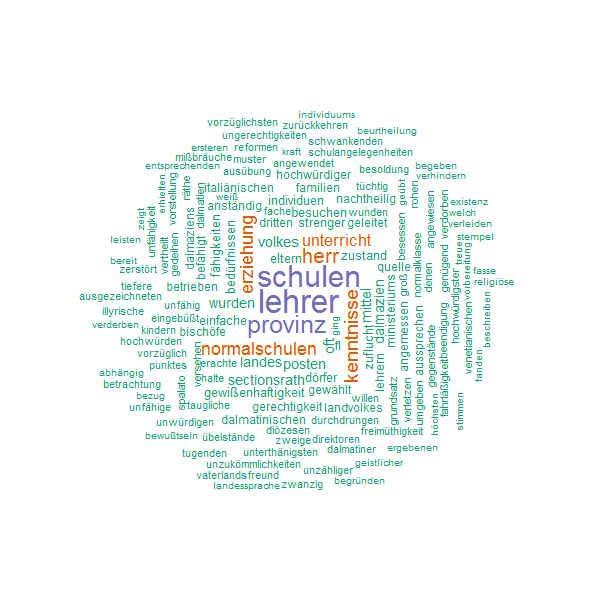 individuums
vorzüglichsten
zurückkehren
beurtheilung
ungerechtigkeiten
schwankenden
ersteren
reformen
kraft
schulangelegenheiten
mißbräuche
muster
angewendet
besoldung
begeben
entsprechenden
ausübung
hochwürdiger
verhindern
erhielten
vorstellung
räthe
italiänischen
familien
tüchtig
geübt
rohen
dalmatien
weiß
individuen
nachtheilig
existenz
zeigt
anständig
fache
besuchen
wunden
welch
leisten
unfähigkeit
dritten
strenger
geleitet
verleiden
stempel
vertheilt
gedeihen
dalmaziens
befähigt
fähigkeiten
bedürfnissen
erziehung
volkes
unterricht
besessen
normalklasse
angewiesen
verdorben
treue
bereit
eltern
herr
zustand
denen
genügend
vorbereitung
zerstört
schulen
quelle
fasse
tiefere
betrieben
religiöse
ausgezeichneten
unfähig
wurden
lehrer
kenntnisse
mittel
dalmazien
ministeriums
groß
angemessen
aussprechen
gegenstände
fahrläßigkeit
beendigung
hochwürdigster
venetianischen
beschreiben
illyrische
eingebüßt
einfache
provinz
ging
verderben
kindern
bischöfe
oft
fl
zuflucht
lehrern
fanden
hochwürden
normalschulen
vorzüglich
versehen
erachte
landes
posten
abhängig
punktes
halte
sectionsrath
dörfer
grundsatz
verletzen
umgeben
höchsten
stimmen
betrachtung
spalato
gewißenhaftigkeit
gewählt
willen
bezug
taugliche
gerechtigkeit
landvolkes
unfähige
unwürdigen
dalmatinischen
durchdrungen
bewußtsein
übelstände
diözesen
freimüthigkeit
zweige
direktoren
tugenden
unterthänigsten
dalmatiner
ergebenen
unzukömmlichkeiten
unzähliger
geistlicher
vaterlandsfreund
landessprache
zwanzig
begründen